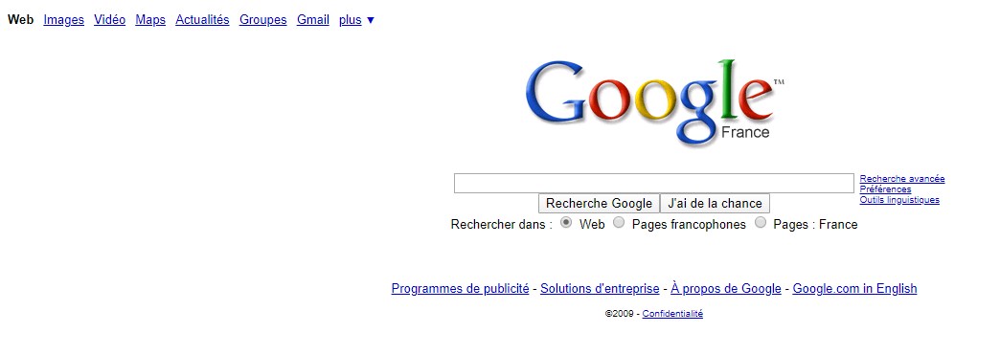 Web Images Vidéo Maps Actualités Groupes Gmail plus ▼
Google™
France
Recherche avancée
Préférences
Outils linguistiques
Recherche Google J'ai de la chance
Rechercher dans : Web Pages francophones Pages : France
Programmes de publicité - Solutions d'entreprise - À propos de Google - Google.com in English
©2009 - Confidentialité